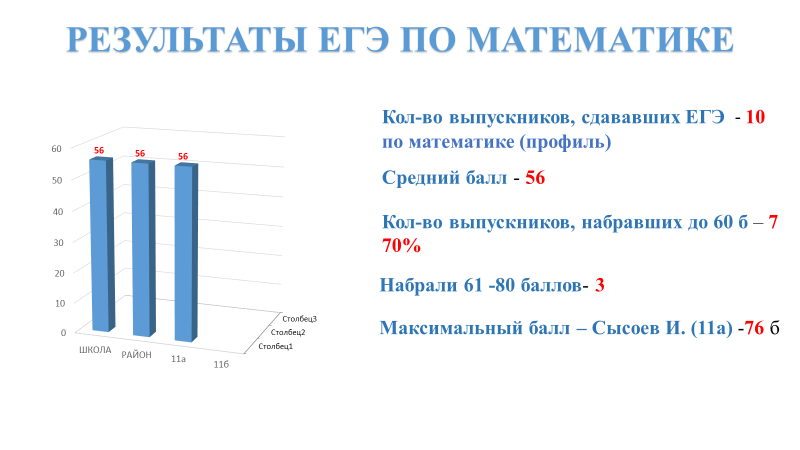 РЕЗУЛЬТАТЫ ЕГЭ ПО МАТЕМАТИКЕ
60
50
40
30
20
10
0
56
56
56
ШКОЛА
РАЙОН
11а
11б
Столбец3
Столбец2
Столбец1
Кол-во выпускников, сдававших ЕГЭ - 10
по математике (профиль)
Средний балл - 56
Кол-во выпускников, набравших до 60 б – 7
70%
Набрали 61 -80 баллов- 3
Максимальный балл – Сысоев И. (11а) -76 б